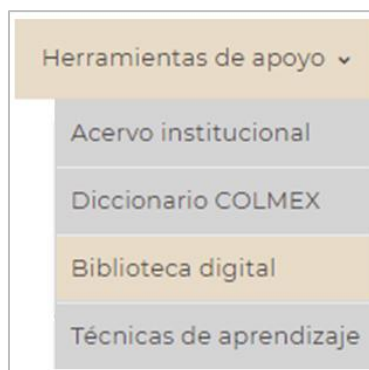 Herramientas de apoyo
Acervo institucional
Diccionario COLMEX
Biblioteca digital
Técnicas de aprendizaje